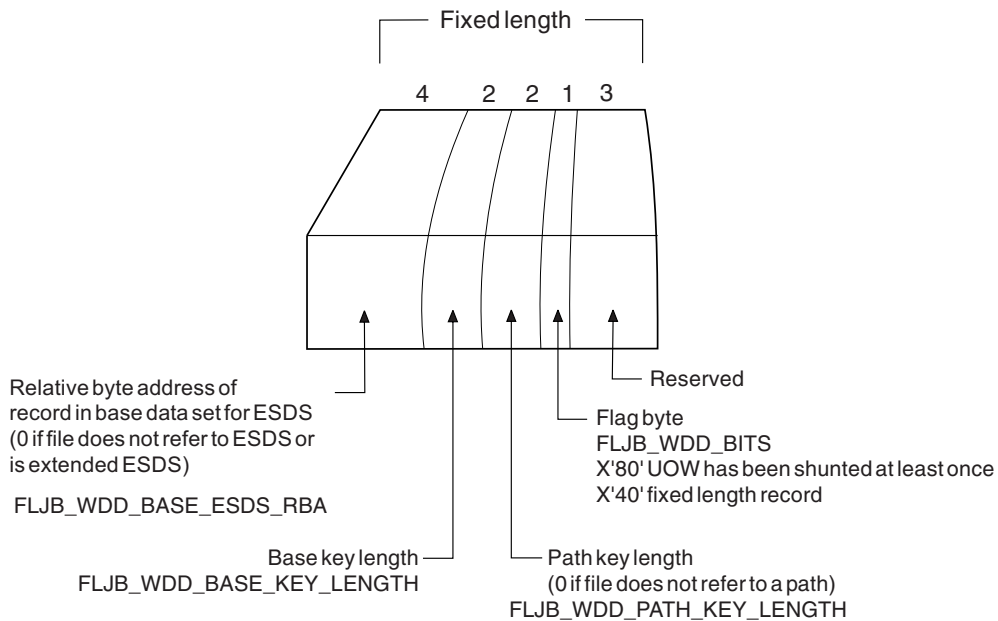 Fixed length
4 2 2 1 3
Relative byte address of
record in base data set for ESDS
(0 if file does not refer to ESDS or
is extended ESDS)
FLJB_WDD_BASE_ESDS_RBA
Reserved
Flag byte
FLJB_WDD_BITS
X'80' UOW has been shunted at least once
X'40' fixed length record
Base key length
FLJB_WDD_BASE_KEY_LENGTH
Path key length
(0 if file does not refer to a path)
FLJB_WDD_PATH_KEY_LENGTH